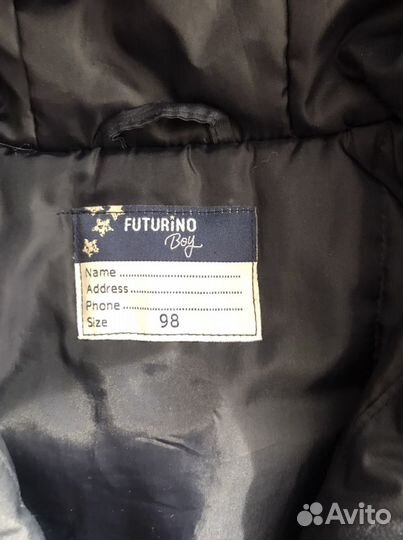 FUTURiNO
Boy
Name
Address
Phone
Size 98
Avito